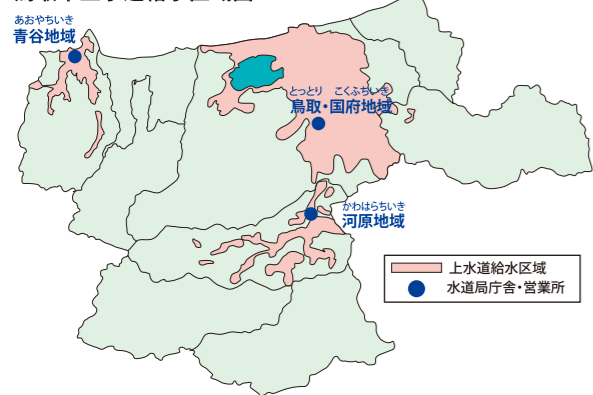 あおやちいき
青谷地域
とっとり こくふちいき
鳥取・国府地域
かわはらちいき
河原地域
上水道給水区域
水道局庁舎・営業所